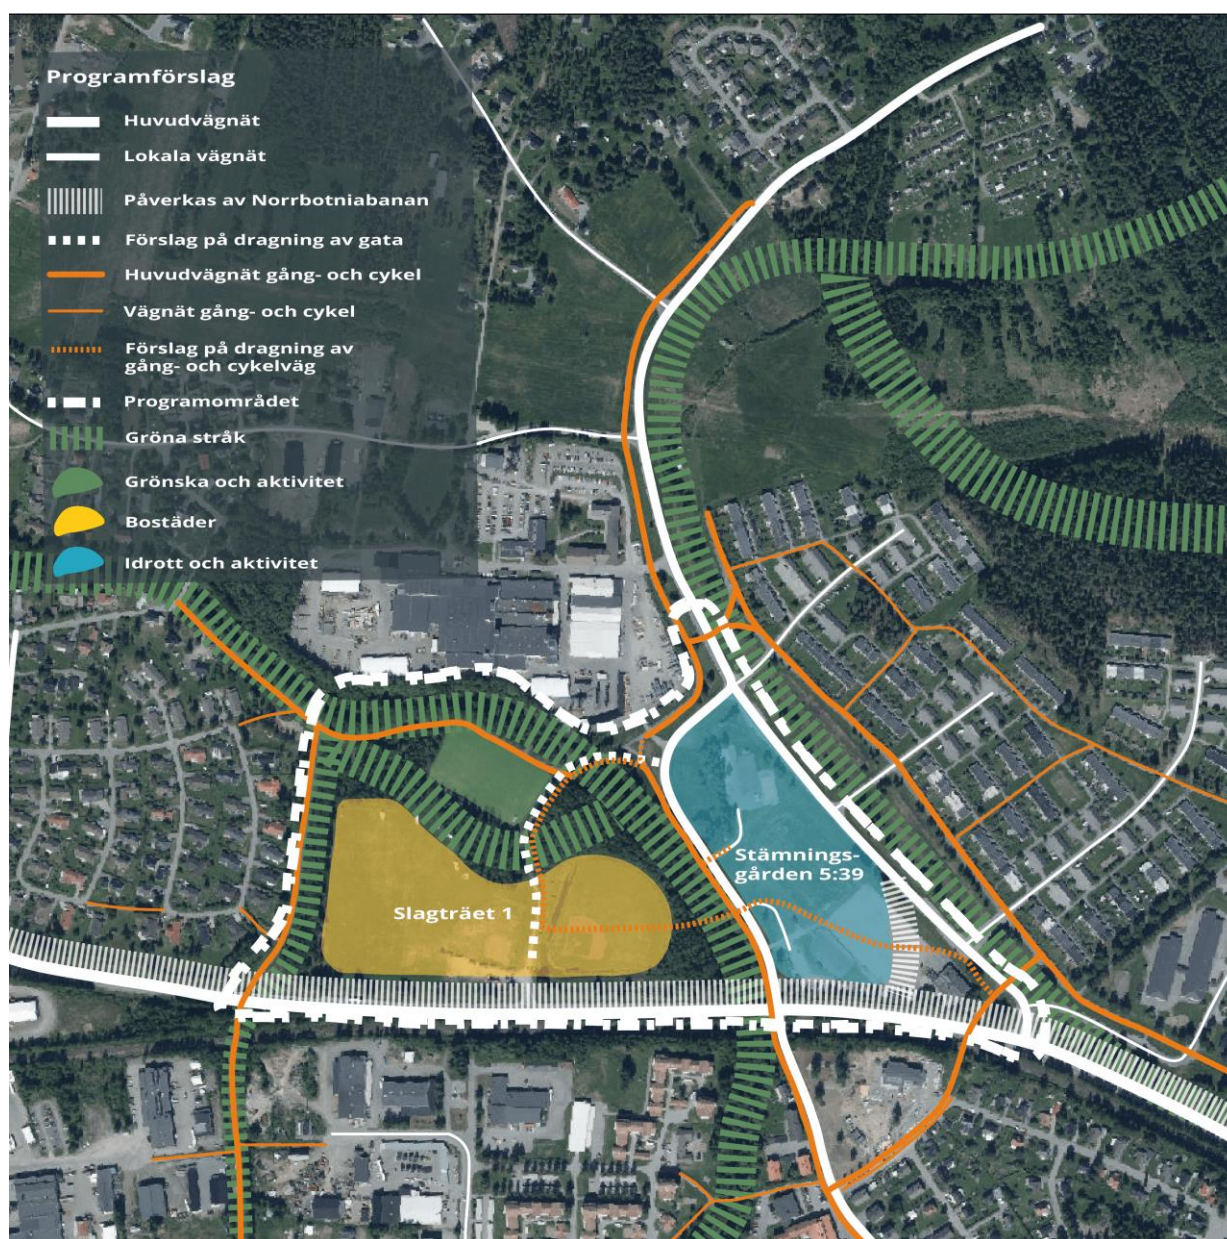 Programförslag
Huvudvägnät
Lokala vägnät
Påverkas av Norrbotniabanan
Förslag på dragning av gata
Huvudvägnät gång- och cykel
Vägnät gång- och cykel
Förslag på dragning av
gång- och cykelväg
Programområdet
Gröna stråk
Grönska och aktivitet
Bostäder
Idrott och aktivitet
Stämnings-
gården 5:39
Slagträet 1